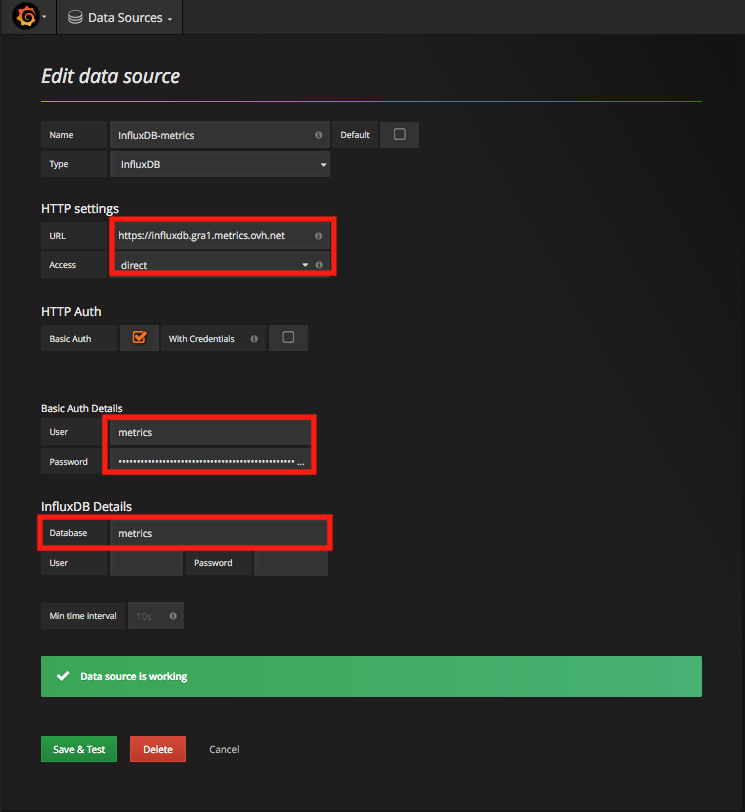 Data Sources
Edit data source
Name InfluxDB-metrics Default
Type InfluxDB
HTTP settings
URL https://influxdb.gra1.metrics.ovh.net
Access direct
HTTP Auth
Basic Auth With Credentials
Basic Auth Details
User metrics
Password ••••••••••••••••••••••••••••••••••••••••••••• ...
InfluxDB Details
Database metrics
User Password
Min time interval 10s
Data source is working
Save & Test Delete Cancel